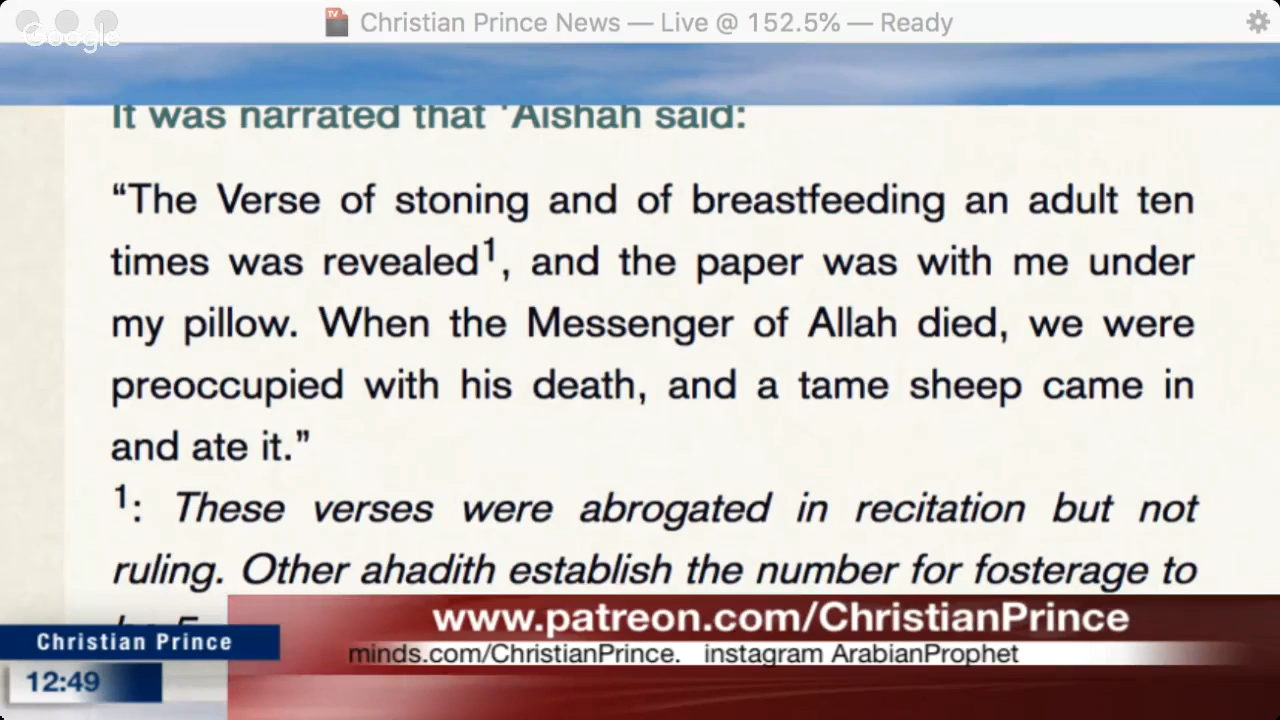 Christian Prince News — Live @ 152.5% — Ready
Google
It was narrated that 'Aishah said:
“The Verse of stoning and of breastfeeding an adult ten
times was revealed¹, and the paper was with me under
my pillow. When the Messenger of Allah died, we were
preoccupied with his death, and a tame sheep came in
and ate it.”
¹: These verses were abrogated in recitation but not
ruling. Other ahadith establish the number for fosterage to
www.patreon.com/ChristianPrince
Christian Prince
minds.com/ChristianPrince. instagram ArabianProphet
12:49